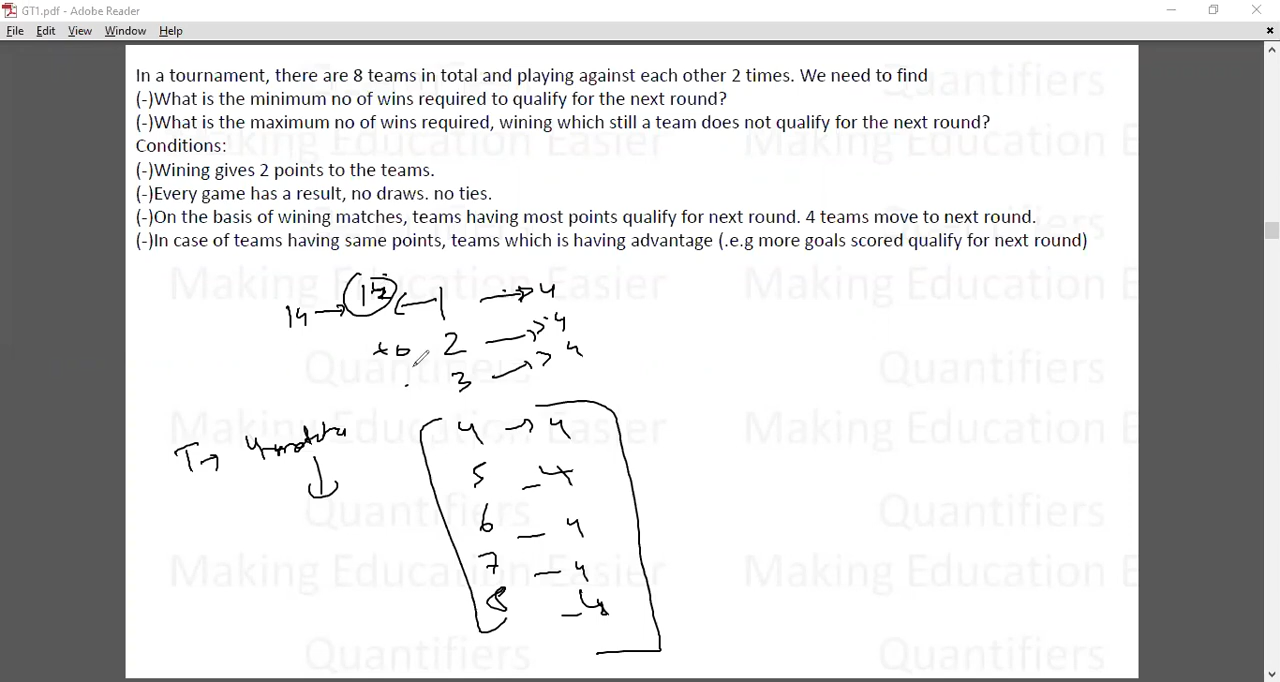 GT1.pdf - Adobe Reader
File Edit View Window Help
In a tournament, there are 8 teams in total and playing against each other 2 times. We need to find
(-)What is the minimum no of wins required to qualify for the next round?
(-)What is the maximum no of wins required, wining which still a team does not qualify for the next round?
Conditions:
(-)Wining gives 2 points to the teams.
(-)Every game has a result, no draws. no ties.
(-)On the basis of wining matches, teams having most points qualify for next round. 4 teams move to next round.
(-)In case of teams having same points, teams which is having advantage (.e.g more goals scored qualify for next round)
14 → 1 → 4
2 → 4
3 → 4
4 → 4
5 - 4
6 - 4
7 - 4
8 - 4
Quantifiers
Making Education Easier